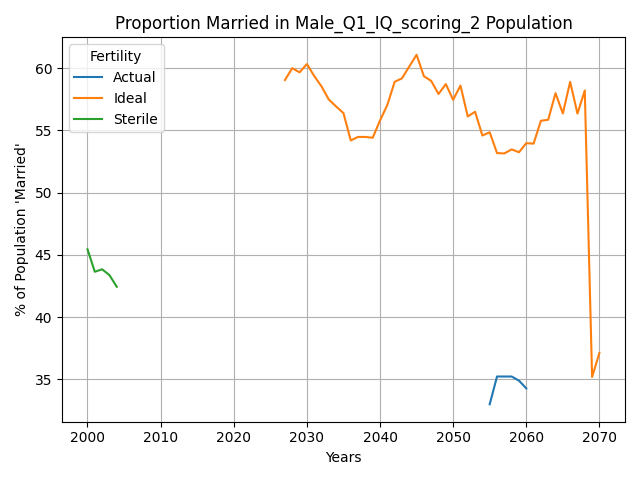 Proportion Married in Male_Q1_IQ_scoring_2 Population
Fertility
Actual
Ideal
Sterile
% of Population 'Married'
60
55
50
45
40
35
2000 2010 2020 2030 2040 2050 2060 2070
Years